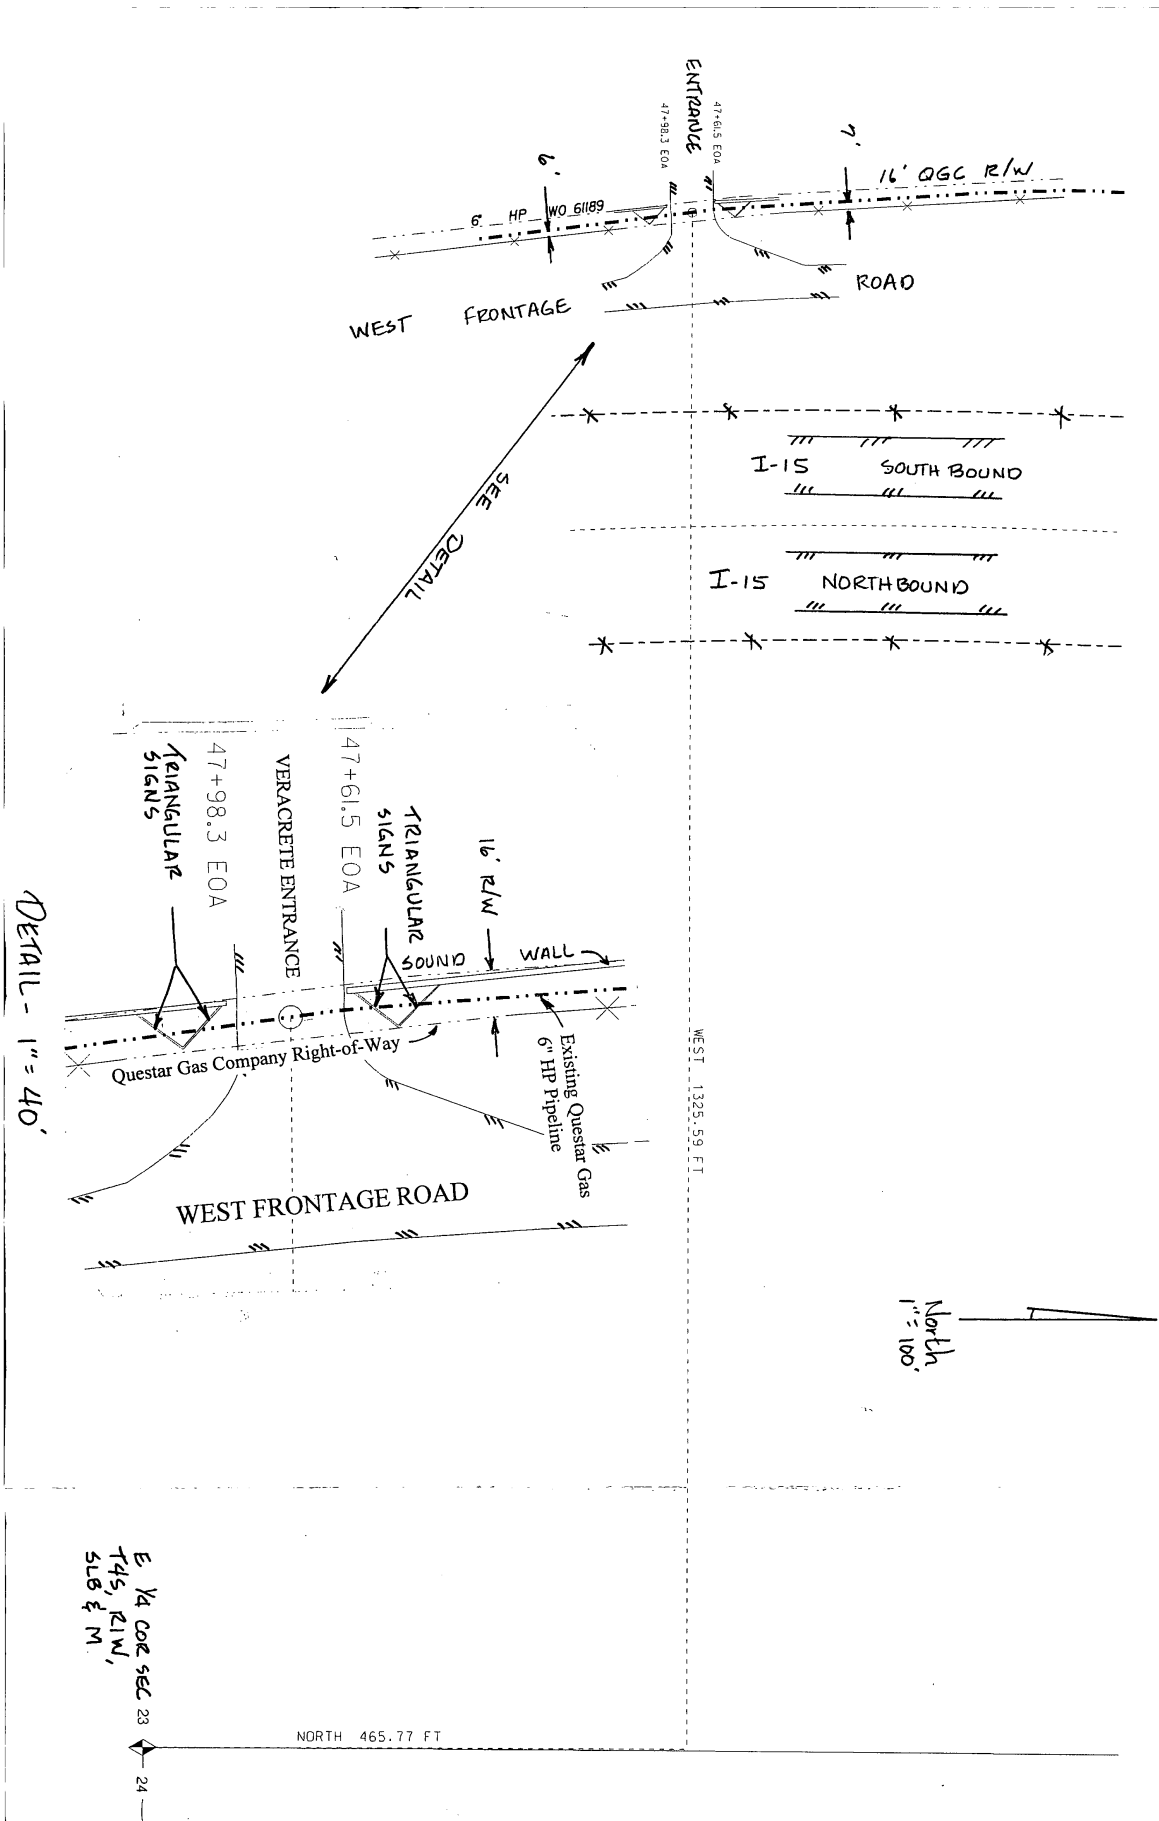 ENTRANCE
47+98.3 EOA
47+61.5 EOA
7'
6'
16' QGC R/W
6" HP WO 61189
ROAD
WEST FRONTAGE
I-15 SOUTH BOUND
SEE DETAIL
I-15 NORTHBOUND
TRIANGULAR
SIGNS
47+98.3 EOA
VERACRETE ENTRANCE
47+61.5 EOA
TRIANGULAR
SIGNS
16' R/W
SOUND WALL
Questar Gas Company Right-of-Way
Existing Questar Gas
6" HP Pipeline
WEST FRONTAGE ROAD
DETAIL - 1" = 40'
WEST 1325.59 FT
North
1" = 100'
E 1/4 COR SEC 23
T4S, R1W,
SLB & M
24
NORTH 465.77 FT